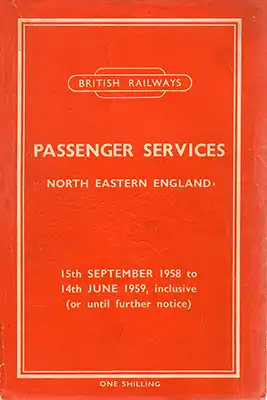 BRITISH RAILWAYS
PASSENGER SERVICES
NORTH EASTERN ENGLAND
15th SEPTEMBER 1958 to
14th JUNE 1959, inclusive
(or until further notice)
ONE SHILLING